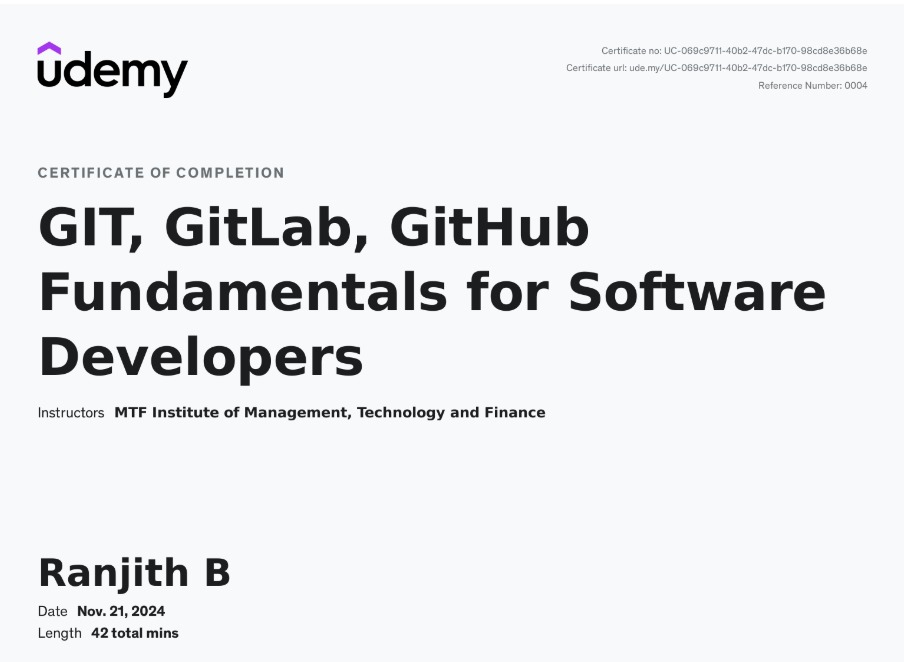 udemy
Certificate no: UC-069c9711-40b2-47dc-b170-98cd8e36b68e
Certificate url: ude.my/UC-069c9711-40b2-47dc-b170-98cd8e36b68e
Reference Number: 0004
CERTIFICATE OF COMPLETION
GIT, GitLab, GitHub
Fundamentals for Software
Developers
Instructors MTF Institute of Management, Technology and Finance
Ranjith B
Date Nov. 21, 2024
Length 42 total mins